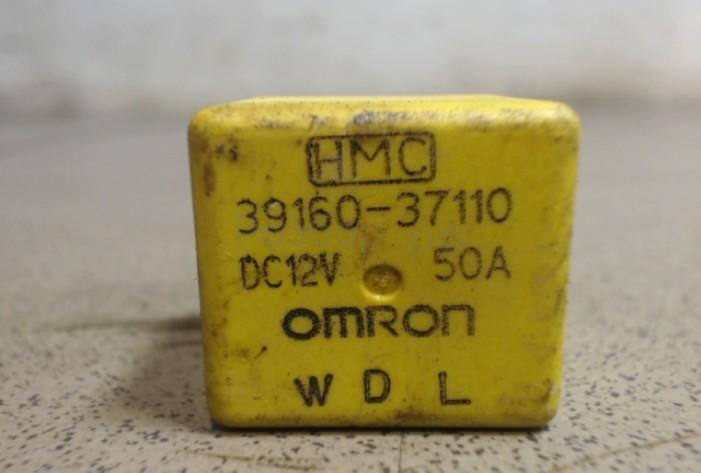 HMC
39160-37110
DC12V 50A
OMRON
W D L